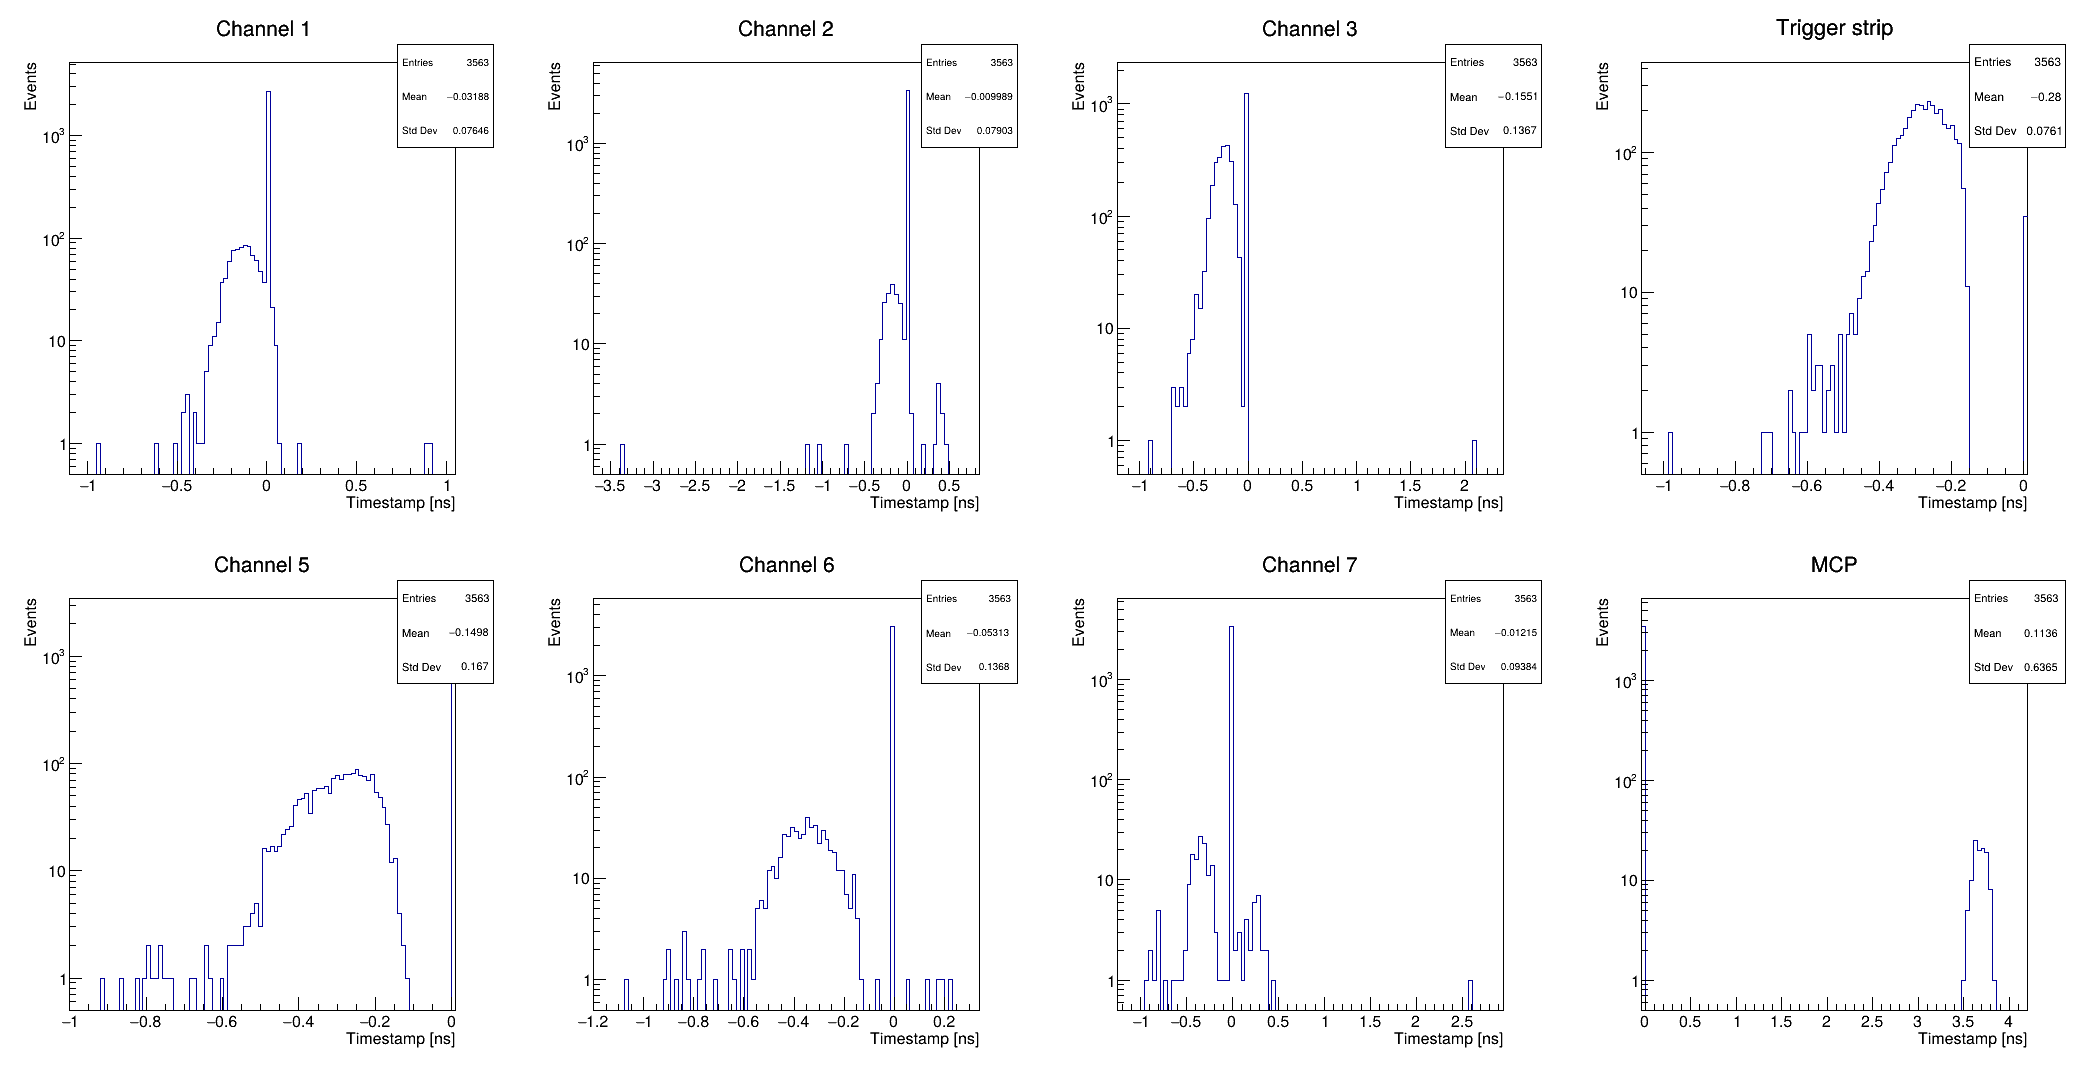 Channel 1
Events
Entries 3563
Mean −0.03188
Std Dev 0.07646
10³
10²
10
1
−1 −0.5 0 0.5 1
Timestamp [ns]
Channel 2
Events
Entries 3563
Mean −0.009989
Std Dev 0.07903
10³
10²
10
1
−3.5 −3 −2.5 −2 −1.5 −1 −0.5 0 0.5
Timestamp [ns]
Channel 3
Events
Entries 3563
Mean −0.1551
Std Dev 0.1367
10³
10²
10
1
−1 −0.5 0 0.5 1 1.5 2
Timestamp [ns]
Trigger strip
Events
Entries 3563
Mean −0.28
Std Dev 0.0761
10²
10
1
−1 −0.8 −0.6 −0.4 −0.2 0
Timestamp [ns]
Channel 5
Events
Entries 3563
Mean −0.1498
Std Dev 0.167
10³
10²
10
1
−1 −0.8 −0.6 −0.4 −0.2 0
Timestamp [ns]
Channel 6
Events
Entries 3563
Mean −0.05313
Std Dev 0.1368
10³
10²
10
1
−1.2 −1 −0.8 −0.6 −0.4 −0.2 0 0.2
Timestamp [ns]
Channel 7
Events
Entries 3563
Mean −0.01215
Std Dev 0.09384
10³
10²
10
1
−1 −0.5 0 0.5 1 1.5 2 2.5
Timestamp [ns]
MCP
Events
Entries 3563
Mean 0.1136
Std Dev 0.6365
10³
10²
10
1
0 0.5 1 1.5 2 2.5 3 3.5 4
Timestamp [ns]